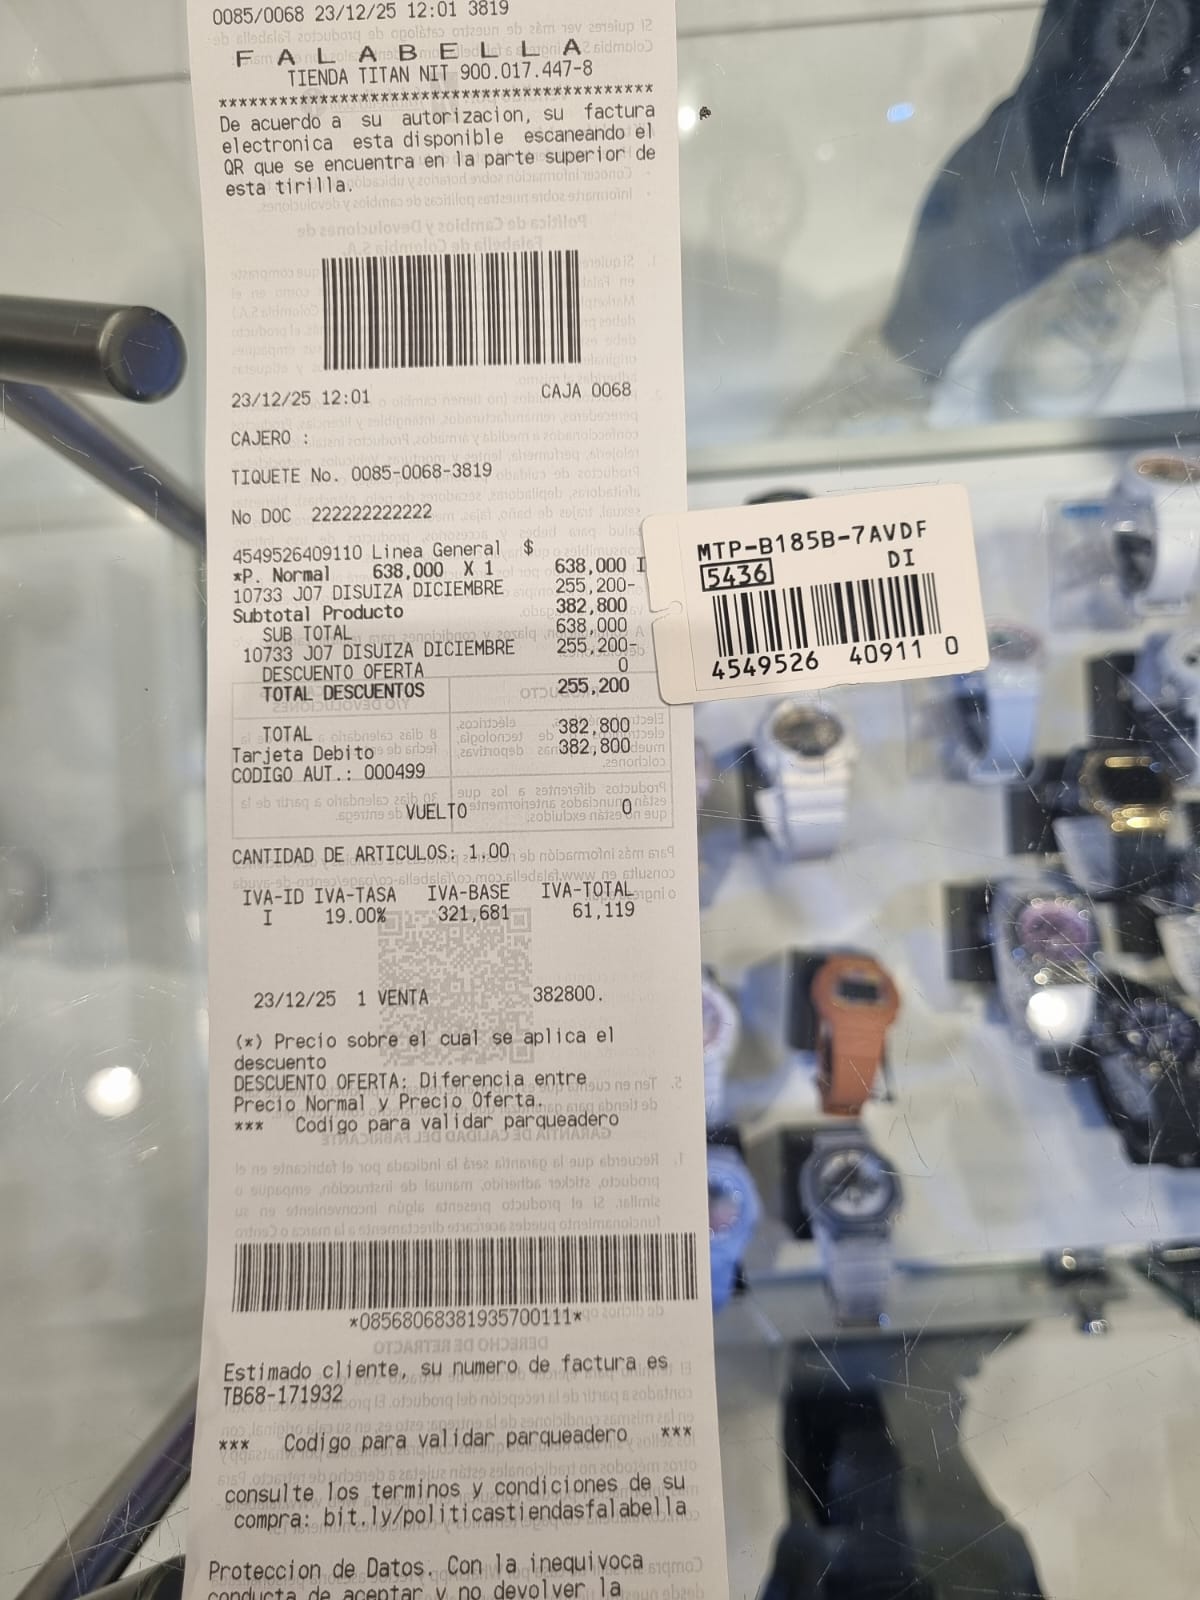 0085/0068 23/12/25 12:01 3819
F A L A B E L L A
TIENDA TITAN NIT 900.017.447-8
*******************************************
De acuerdo a su autorizacion, su factura
electronica esta disponible escaneando el
QR que se encuentra en la parte superior de
esta tirilla.
23/12/25 12:01 CAJA 0068
CAJERO :
TIQUETE No. 0085-0068-3819
No DOC 222222222222
4549526409110 Linea General $
*P. Normal 638,000 X 1 638,000 I
10733 J07 DISUIZA DICIEMBRE 255,200-
Subtotal Producto 382,800
SUB TOTAL 638,000
10733 J07 DISUIZA DICIEMBRE 255,200-
DESCUENTO OFERTA 0
TOTAL DESCUENTOS 255,200
TOTAL 382,800
Tarjeta Debito 382,800
CODIGO AUT.: 000499
VUELTO 0
CANTIDAD DE ARTICULOS: 1.00
IVA-ID IVA-TASA IVA-BASE IVA-TOTAL
I 19.00% 321,681 61,119
23/12/25 1 VENTA 382800.
(*) Precio sobre el cual se aplica el
descuento
DESCUENTO OFERTA: Diferencia entre
Precio Normal y Precio Oferta.
*** Codigo para validar parqueadero
*08568068381935700111*
Estimado cliente, su numero de factura es
TB68-171932
*** Codigo para validar parqueadero ***
consulte los terminos y condiciones de su
compra: bit.ly/politicastiendasfalabella
Proteccion de Datos. Con la inequivoca
conducta de aceptar y no devolver la
MTP-B185B-7AVDF
5436 DI
4549526 40911 0